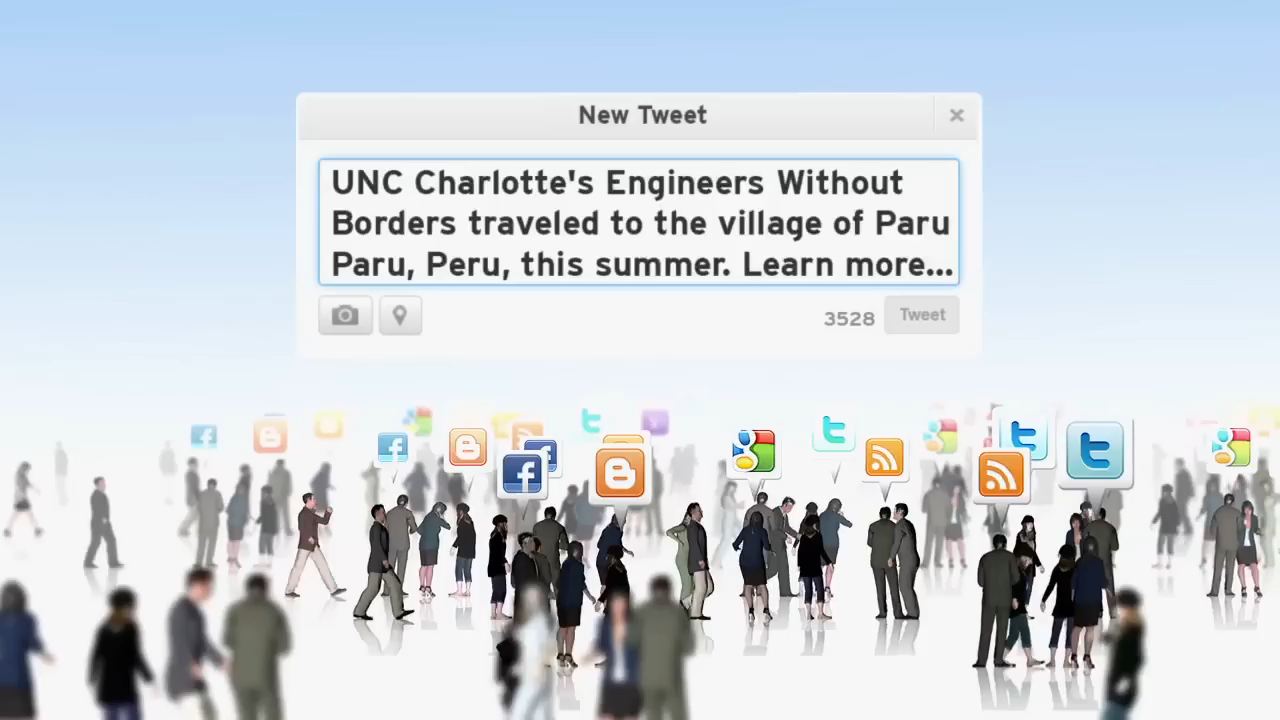 New Tweet
UNC Charlotte's Engineers Without
Borders traveled to the village of Paru
Paru, Peru, this summer. Learn more...
3528
Tweet